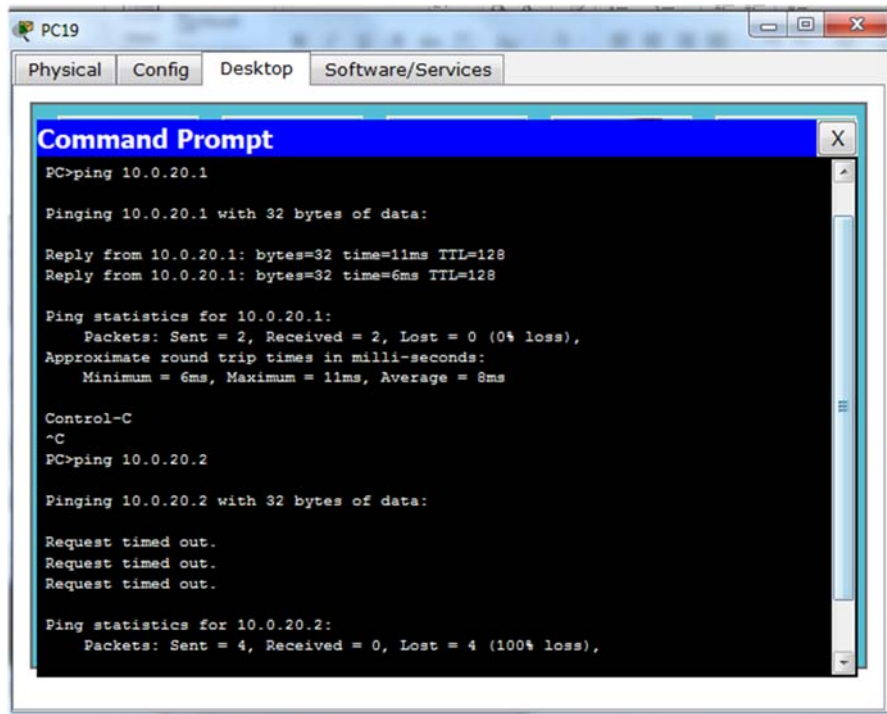 PC19
Physical Config Desktop Software/Services
Command Prompt X
PC>ping 10.0.20.1
Pinging 10.0.20.1 with 32 bytes of data:
Reply from 10.0.20.1: bytes=32 time=11ms TTL=128
Reply from 10.0.20.1: bytes=32 time=6ms TTL=128
Ping statistics for 10.0.20.1:
Packets: Sent = 2, Received = 2, Lost = 0 (0% loss),
Approximate round trip times in milli-seconds:
Minimum = 6ms, Maximum = 11ms, Average = 8ms
Control-C
^C
PC>ping 10.0.20.2
Pinging 10.0.20.2 with 32 bytes of data:
Request timed out.
Request timed out.
Request timed out.
Ping statistics for 10.0.20.2:
Packets: Sent = 4, Received = 0, Lost = 4 (100% loss),